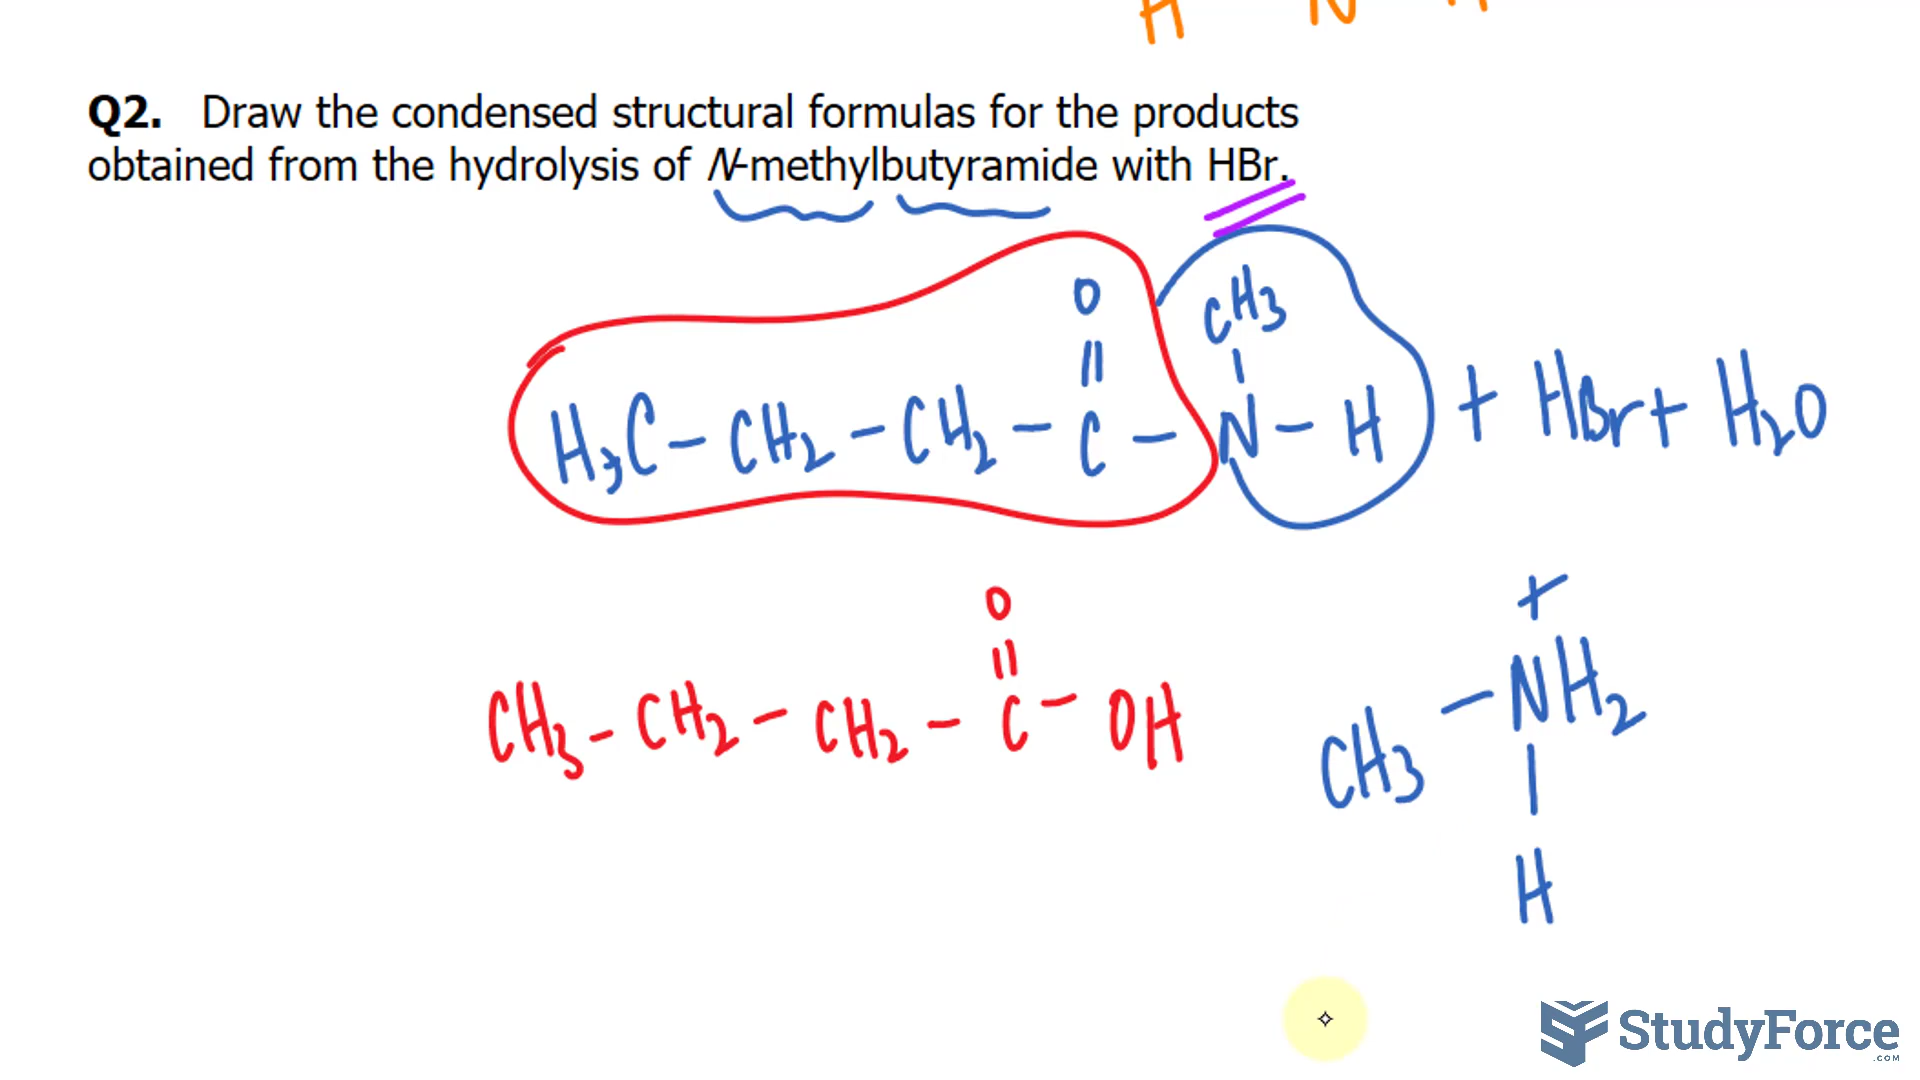 H N H
Q2. Draw the condensed structural formulas for the products
obtained from the hydrolysis of N-methylbutyramide with HBr.
O CH3
|| |
H3C - CH2 - CH2 - C - N - H + HBr + H2O
O
||
CH3 - CH2 - CH2 - C - OH
+
CH3 - NH2
|
H
StudyForce
.COM